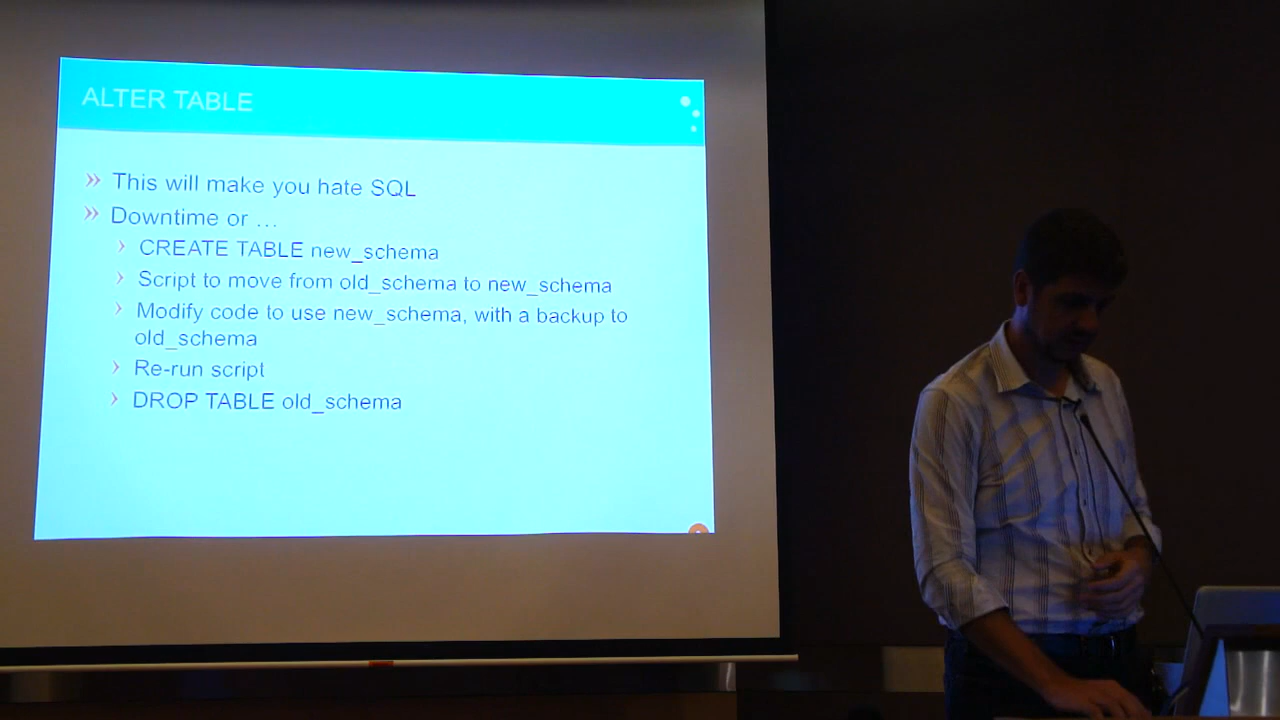 ALTER TABLE
This will make you hate SQL
Downtime or ...
CREATE TABLE new_schema
Script to move from old_schema to new_schema
Modify code to use new_schema, with a backup to
old_schema
Re-run script
DROP TABLE old_schema